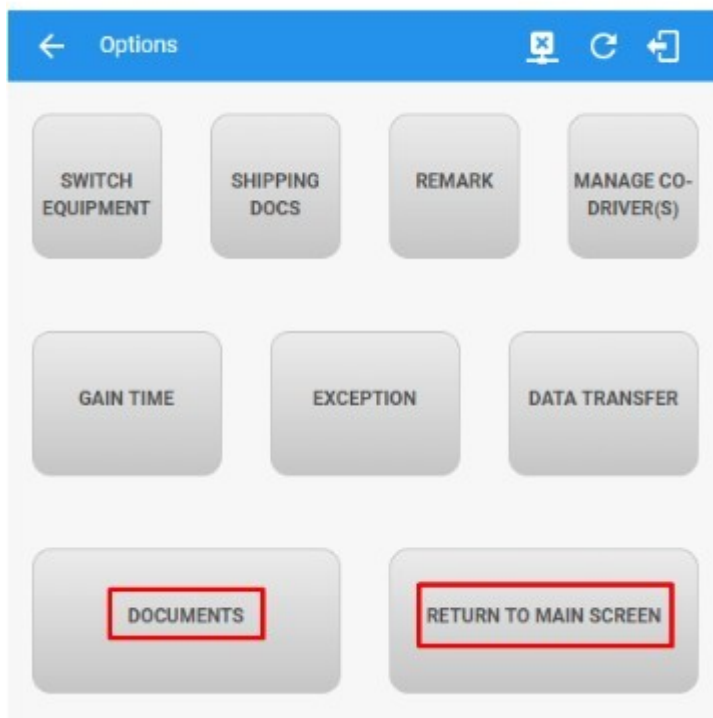 Options
SWITCH
EQUIPMENT
SHIPPING
DOCS
REMARK
MANAGE CO-
DRIVER(S)
GAIN TIME
EXCEPTION
DATA TRANSFER
DOCUMENTS
RETURN TO MAIN SCREEN